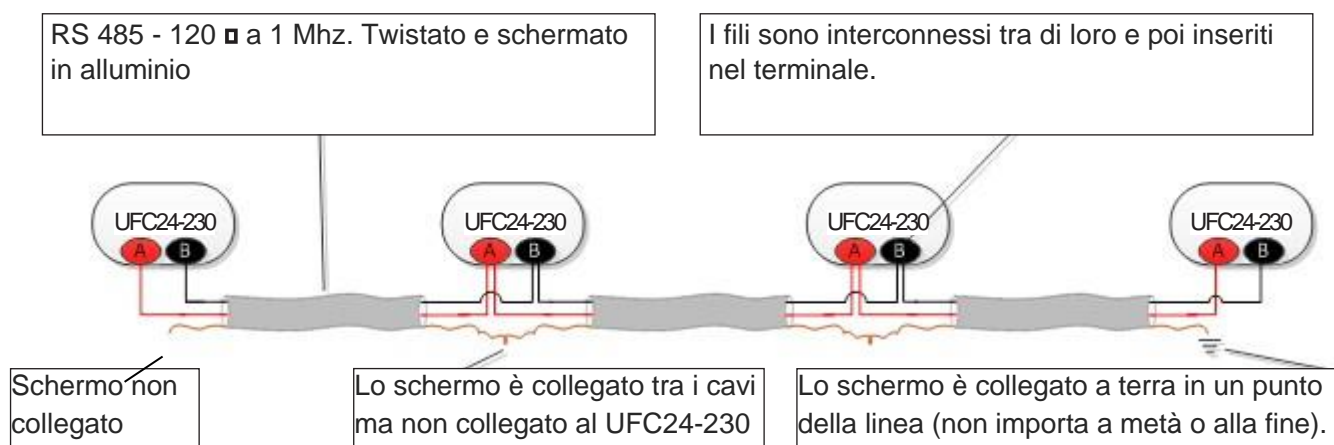 RS 485 - 120 ◘ a 1 Mhz. Twistato e schermato
in alluminio
I fili sono interconnessi tra di loro e poi inseriti
nel terminale.
UFC24-230
A B
UFC24-230
A B
UFC24-230
A B
UFC24-230
A B
Schermo non
collegato
Lo schermo è collegato tra i cavi
ma non collegato al UFC24-230
Lo schermo è collegato a terra in un punto
della linea (non importa a metà o alla fine).